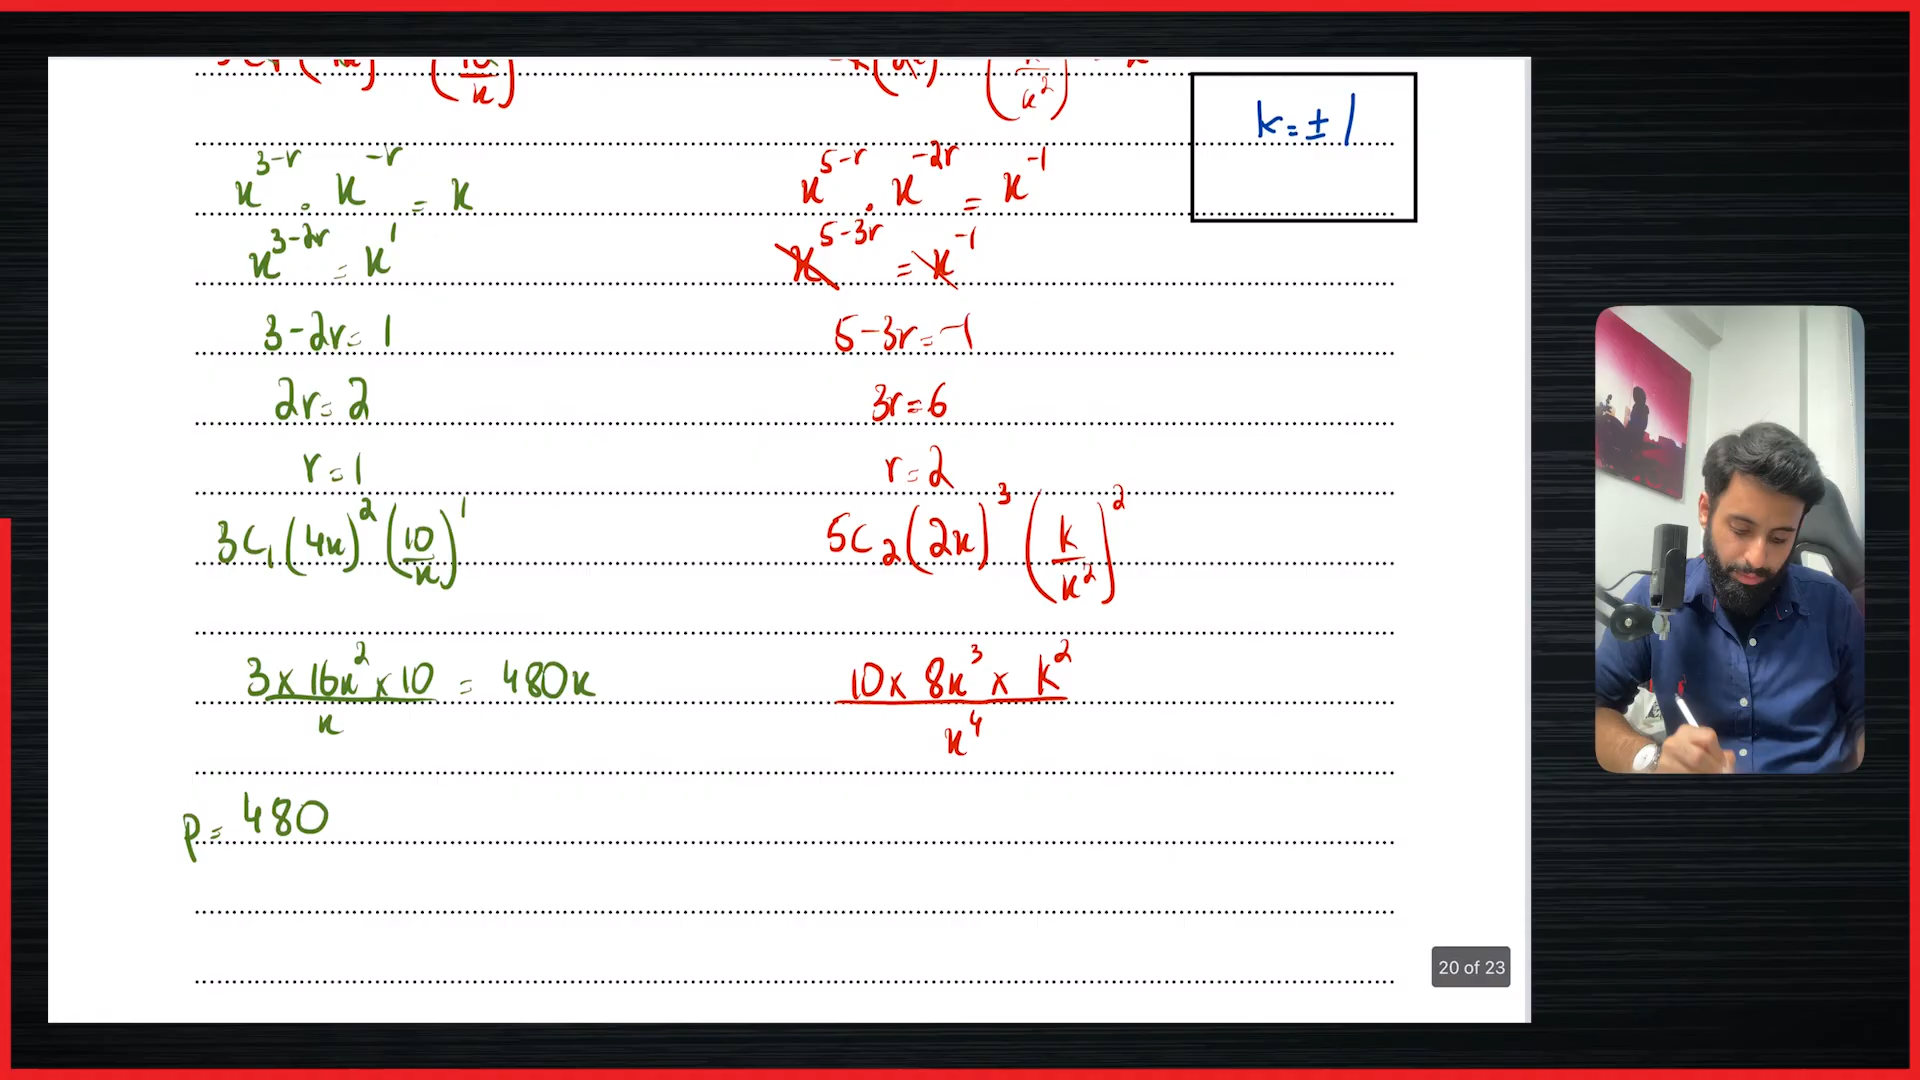 k = ± 1
x^(3-r) . x^(-r) = x
x^(3-2r) = x^1
3 - 2r = 1
2r = 2
r = 1
3C₁ (4x)^2 (10/x)^1
3 × 16x^2 × 10 / x = 480x
p = 480
x^(5-r) . x^(-2r) = x^(-1)
x^(5-3r) = x^(-1)
5 - 3r = -1
3r = 6
r = 2
5C₂ (2x)^3 (k/x^2)^2
10 × 8x^3 × k^2 / x^4
20 of 23